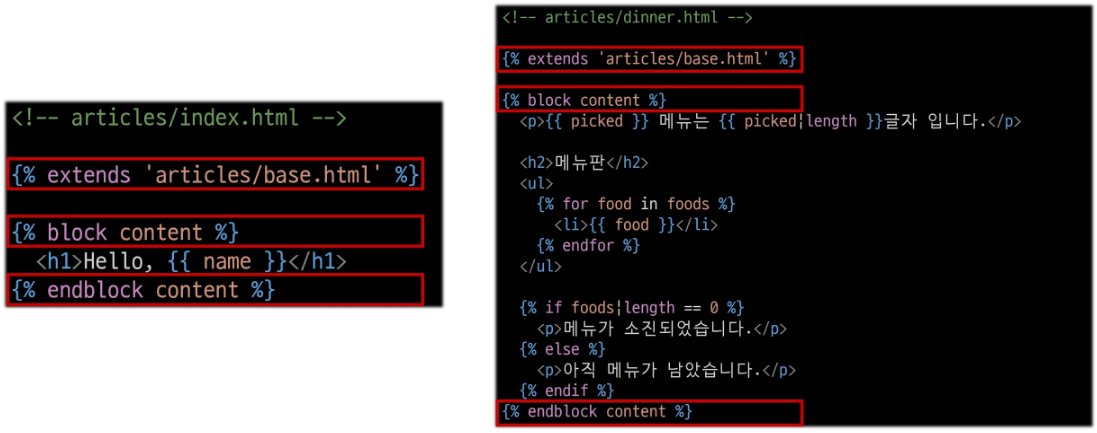 <!-- articles/index.html -->
{% extends 'articles/base.html' %}
{% block content %}
<h1>Hello, {{ name }}</h1>
{% endblock content %}
<!-- articles/dinner.html -->
{% extends 'articles/base.html' %}
{% block content %}
<p>{{ picked }} 메뉴는 {{ picked|length }}글자 입니다.</p>
<h2>메뉴판</h2>
<ul>
{% for food in foods %}
<li>{{ food }}</li>
{% endfor %}
</ul>
{% if foods|length == 0 %}
<p>메뉴가 소진되었습니다.</p>
{% else %}
<p>아직 메뉴가 남았습니다.</p>
{% endif %}
{% endblock content %}